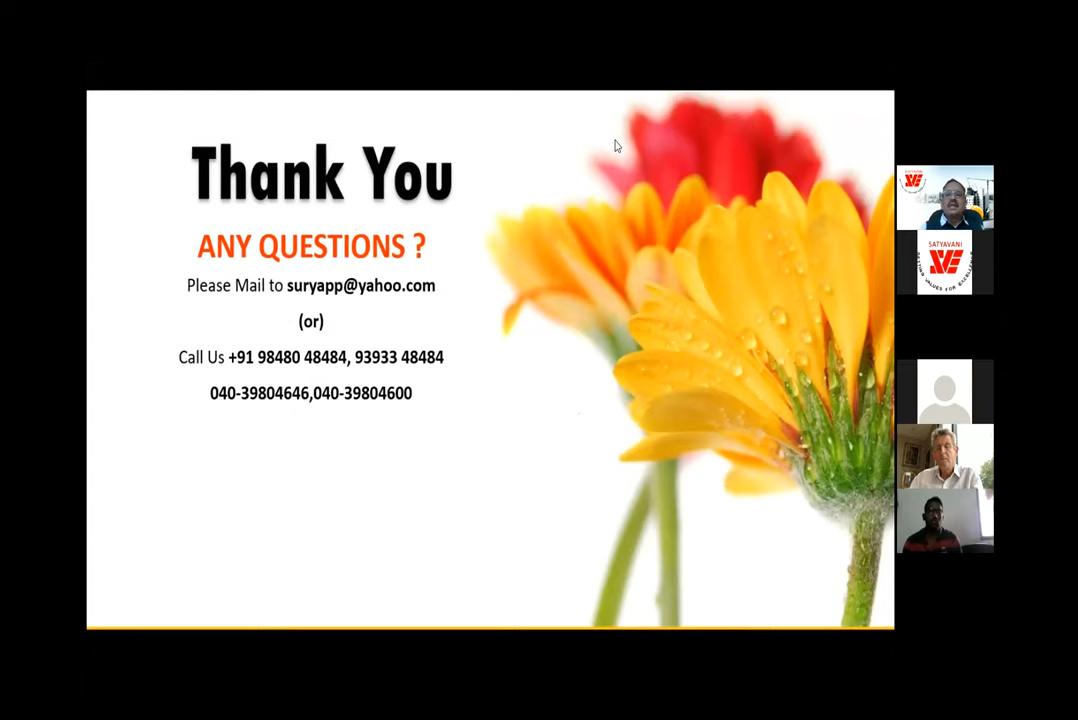 Thank You
ANY QUESTIONS ?
Please Mail to suryapp@yahoo.com
(or)
Call Us +91 98480 48484, 93933 48484
040-39804646,040-39804600
SATYAVANI